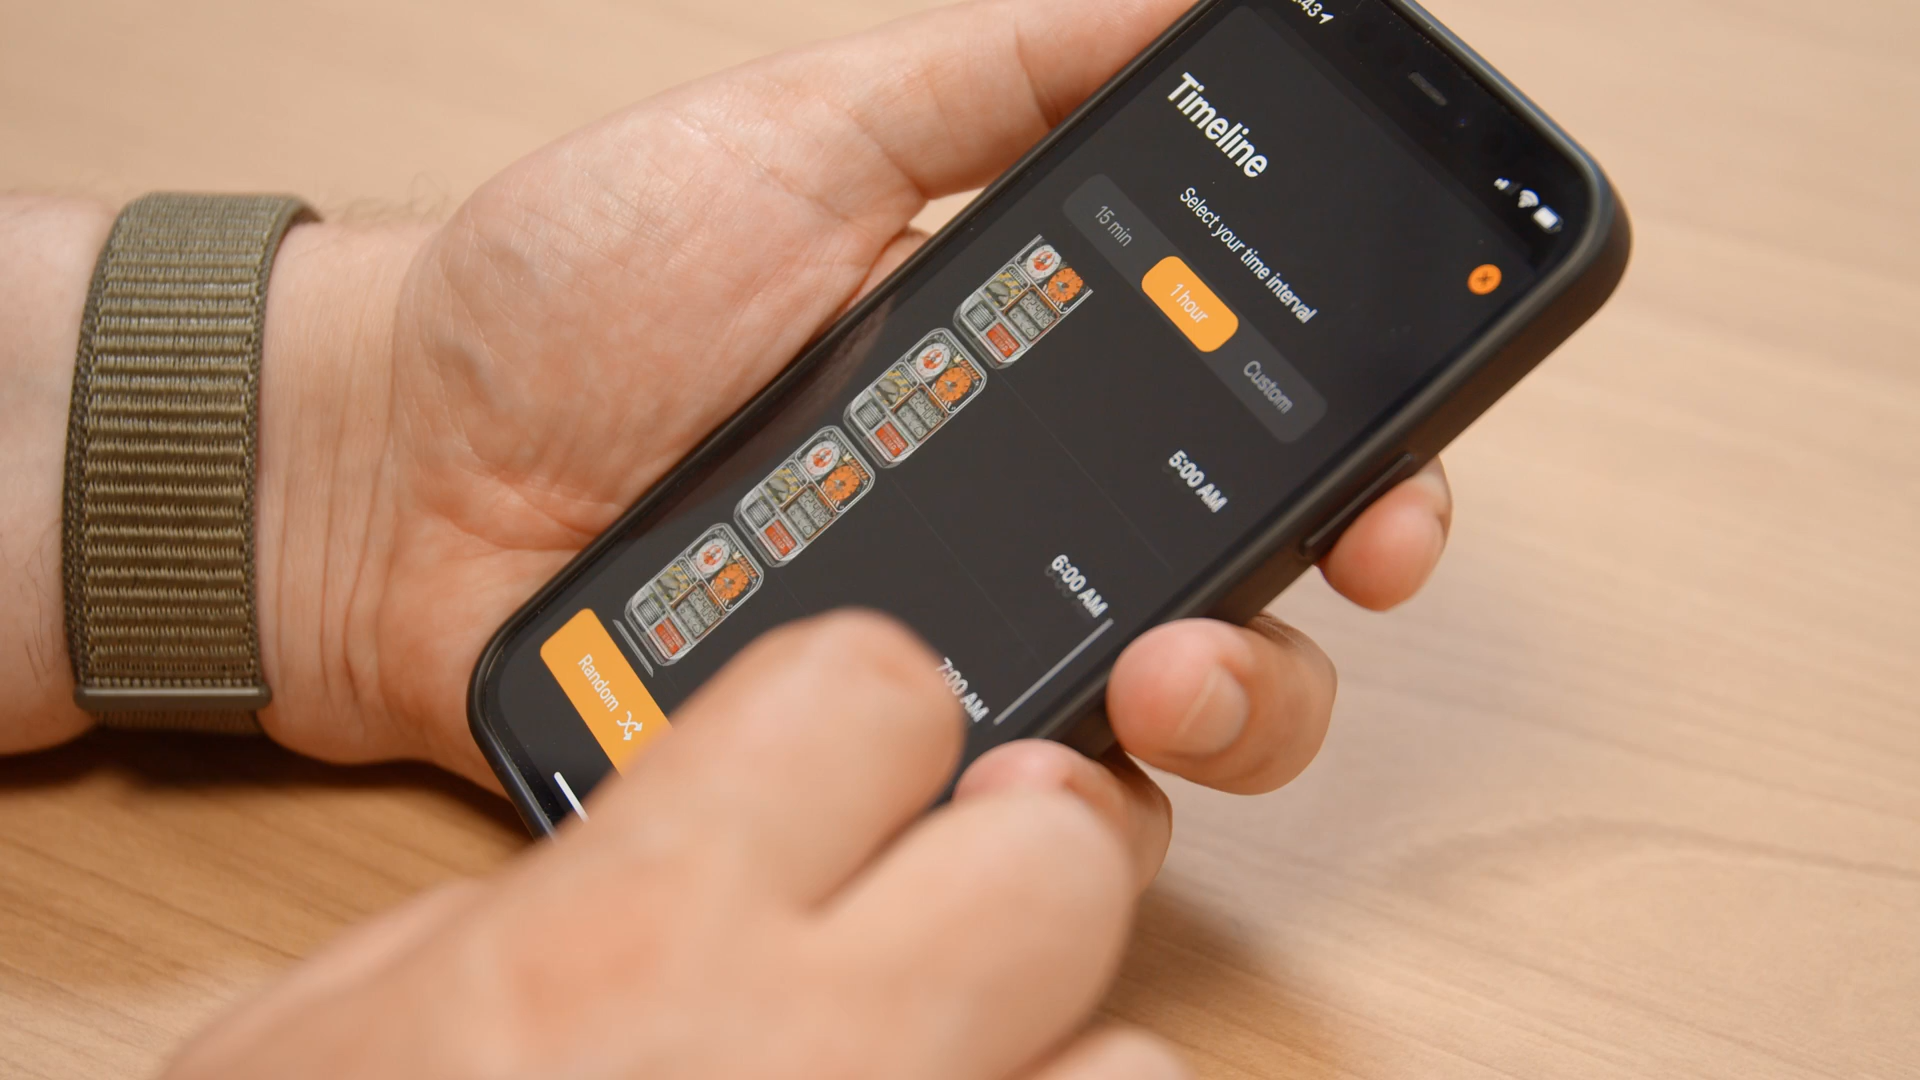 :43
Timeline
Select your time interval
15 min
1 hour
Custom
5:00 AM
6:00 AM
7:00 AM
Random